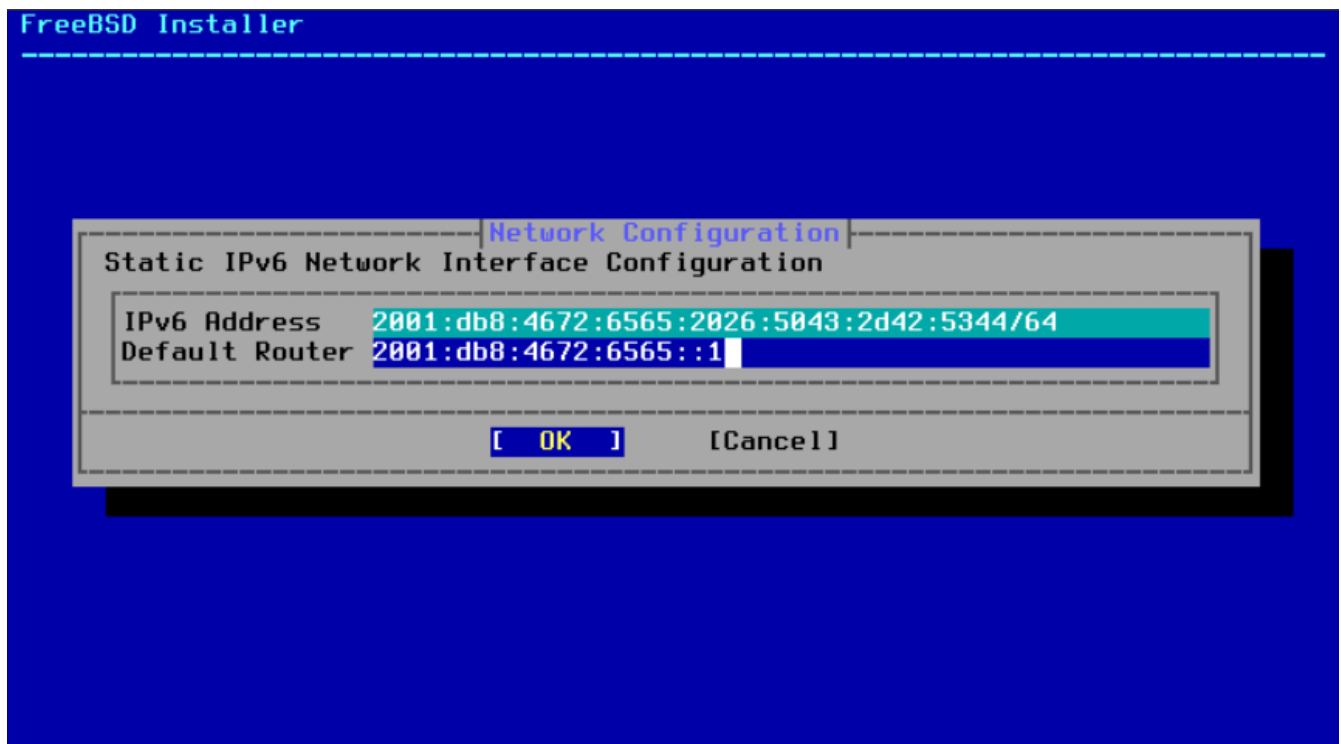 FreeBSD Installer
Network Configuration
Static IPv6 Network Interface Configuration
IPv6 Address 2001:db8:4672:6565:2026:5043:2d42:5344/64
Default Router 2001:db8:4672:6565::1
[ OK ] [Cancel]